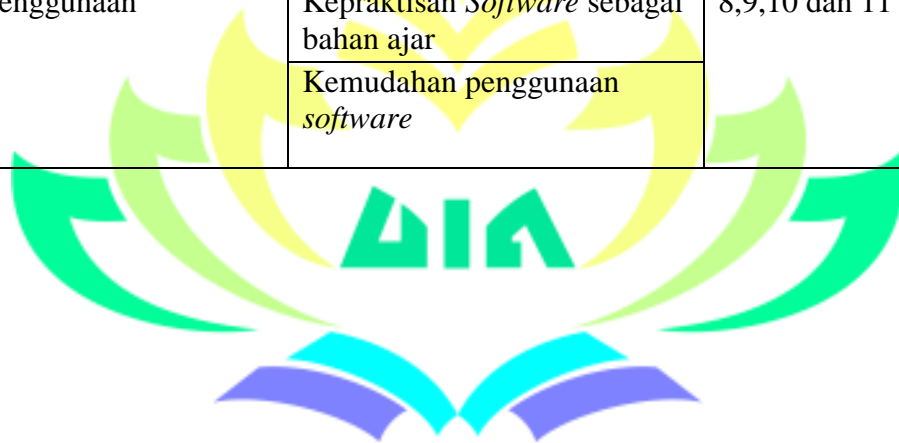 enggunaan Kepraktisan Software sebagai 8,9,10 dan 11
bahan ajar
Kemudahan penggunaan
software
UIN